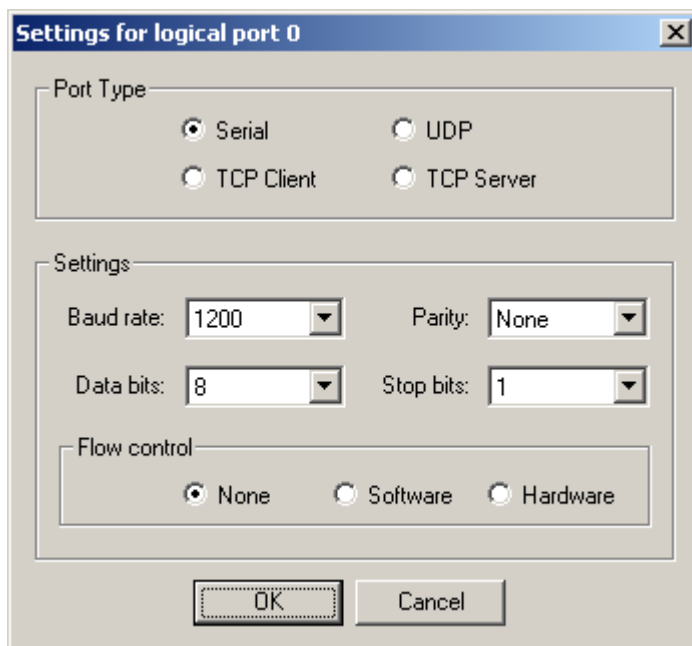 Settings for logical port 0
Port Type
Serial UDP
TCP Client TCP Server
Settings
Baud rate: 1200 Parity: None
Data bits: 8 Stop bits: 1
Flow control
None Software Hardware
OK Cancel